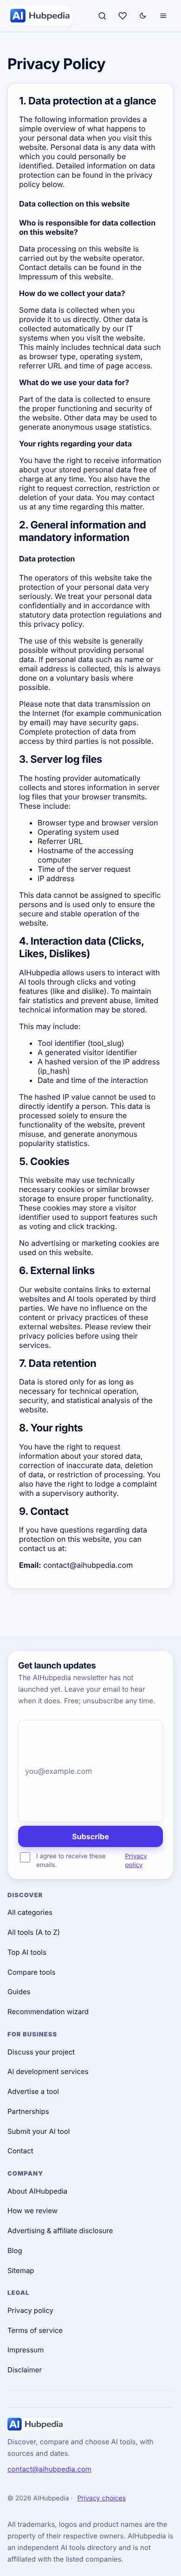 AI Hubpedia
Privacy Policy
1. Data protection at a glance
The following information provides a
simple overview of what happens to
your personal data when you visit this
website. Personal data is any data with
which you could personally be
identified. Detailed information on data
protection can be found in the privacy
policy below.
Data collection on this website
Who is responsible for data collection
on this website?
Data processing on this website is
carried out by the website operator.
Contact details can be found in the
Impressum of this website.
How do we collect your data?
Some data is collected when you
provide it to us directly. Other data is
collected automatically by our IT
systems when you visit the website.
This mainly includes technical data such
as browser type, operating system,
referrer URL and time of page access.
What do we use your data for?
Part of the data is collected to ensure
the proper functioning and security of
the website. Other data may be used to
generate anonymous usage statistics.
Your rights regarding your data
You have the right to receive information
about your stored personal data free of
charge at any time. You also have the
right to request correction, restriction or
deletion of your data. You may contact
us at any time regarding this matter.
2. General information and
mandatory information
Data protection
The operators of this website take the
protection of your personal data very
seriously. We treat your personal data
confidentially and in accordance with
statutory data protection regulations and
this privacy policy.
The use of this website is generally
possible without providing personal
data. If personal data such as name or
email address is collected, this is always
done on a voluntary basis where
possible.
Please note that data transmission on
the Internet (for example communication
by email) may have security gaps.
Complete protection of data from
access by third parties is not possible.
3. Server log files
The hosting provider automatically
collects and stores information in server
log files that your browser transmits.
These include:
• Browser type and browser version
• Operating system used
• Referrer URL
• Hostname of the accessing
computer
• Time of the server request
• IP address
This data cannot be assigned to specific
persons and is used only to ensure the
secure and stable operation of the
website.
4. Interaction data (Clicks,
Likes, Dislikes)
AIHubpedia allows users to interact with
AI tools through clicks and voting
features (like and dislike). To maintain
fair statistics and prevent abuse, limited
technical information may be stored.
This may include:
• Tool identifier (tool_slug)
• A generated visitor identifier
• A hashed version of the IP address
(ip_hash)
• Date and time of the interaction
The hashed IP value cannot be used to
directly identify a person. This data is
processed solely to ensure the
functionality of the website, prevent
misuse, and generate anonymous
popularity statistics.
5. Cookies
This website may use technically
necessary cookies or similar browser
storage to ensure proper functionality.
These cookies may store a visitor
identifier used to support features such
as voting and click tracking.
No advertising or marketing cookies are
used on this website.
6. External links
Our website contains links to external
websites and AI tools operated by third
parties. We have no influence on the
content or privacy practices of these
external websites. Please review their
privacy policies before using their
services.
7. Data retention
Data is stored only for as long as
necessary for technical operation,
security, and statistical analysis of the
website.
8. Your rights
You have the right to request
information about your stored data,
correction of inaccurate data, deletion
of data, or restriction of processing. You
also have the right to lodge a complaint
with a supervisory authority.
9. Contact
If you have questions regarding data
protection on this website, you can
contact us at:
Email: contact@aihubpedia.com
Get launch updates
The AIHubpedia newsletter has not
launched yet. Leave your email to hear
when it does. Free; unsubscribe any time.
you@example.com
Subscribe
I agree to receive these emails. Privacy policy
DISCOVER
All categories
All tools (A to Z)
Top AI tools
Compare tools
Guides
Recommendation wizard
FOR BUSINESS
Discuss your project
AI development services
Advertise a tool
Partnerships
Submit your AI tool
Contact
COMPANY
About AIHubpedia
How we review
Advertising & affiliate disclosure
Blog
Sitemap
LEGAL
Privacy policy
Terms of service
Impressum
Disclaimer
AI Hubpedia
Discover, compare and choose AI tools, with
sources and dates.
contact@aihubpedia.com
© 2026 AIHubpedia · Privacy choices
All trademarks, logos and product names are the
property of their respective owners. AIHubpedia is
an independent AI tools directory and is not
affiliated with the listed companies.